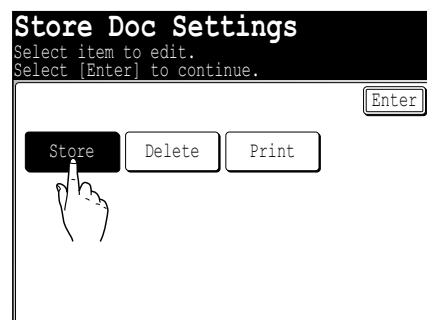 Store Doc Settings
Select item to edit.
Select [Enter] to continue.
Enter
Store Delete Print